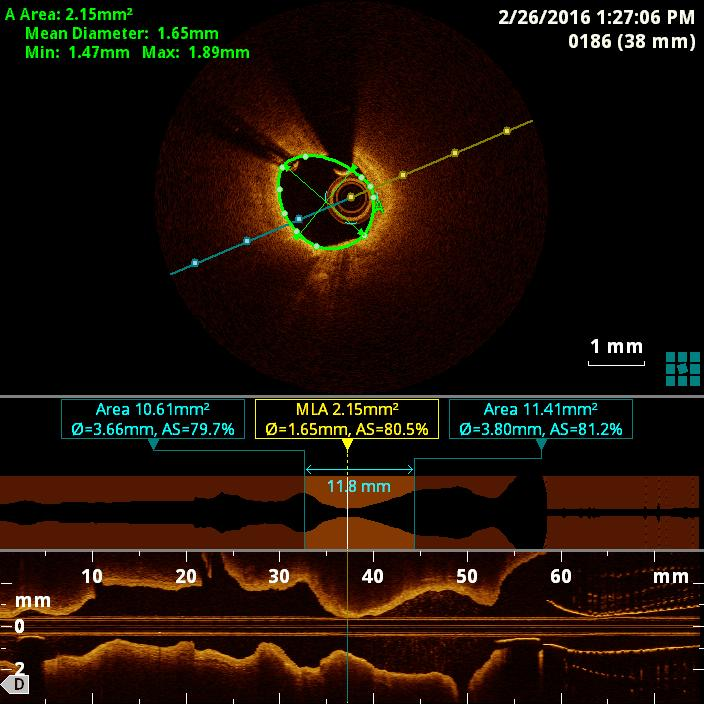 A Area: 2.15mm²
Mean Diameter: 1.65mm
Min: 1.47mm Max: 1.89mm
2/26/2016 1:27:06 PM
0186 (38 mm)
A
1 mm
Area 10.61mm²
Ø=3.66mm, AS=79.7%
MLA 2.15mm²
Ø=1.65mm, AS=80.5%
Area 11.41mm²
Ø=3.80mm, AS=81.2%
11.8 mm
10 20 30 40 50 60 mm
mm
0
2
D